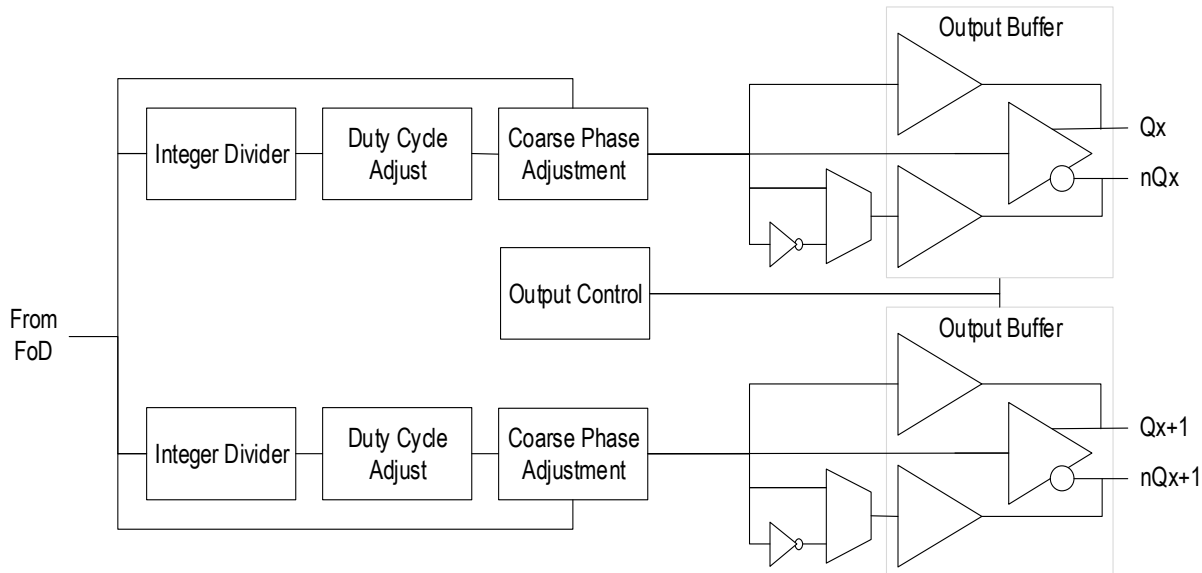 Output Buffer
Integer Divider
Duty Cycle
Adjust
Coarse Phase
Adjustment
Qx
nQx
Output Control
From
FoD
Output Buffer
Integer Divider
Duty Cycle
Adjust
Coarse Phase
Adjustment
Qx+1
nQx+1